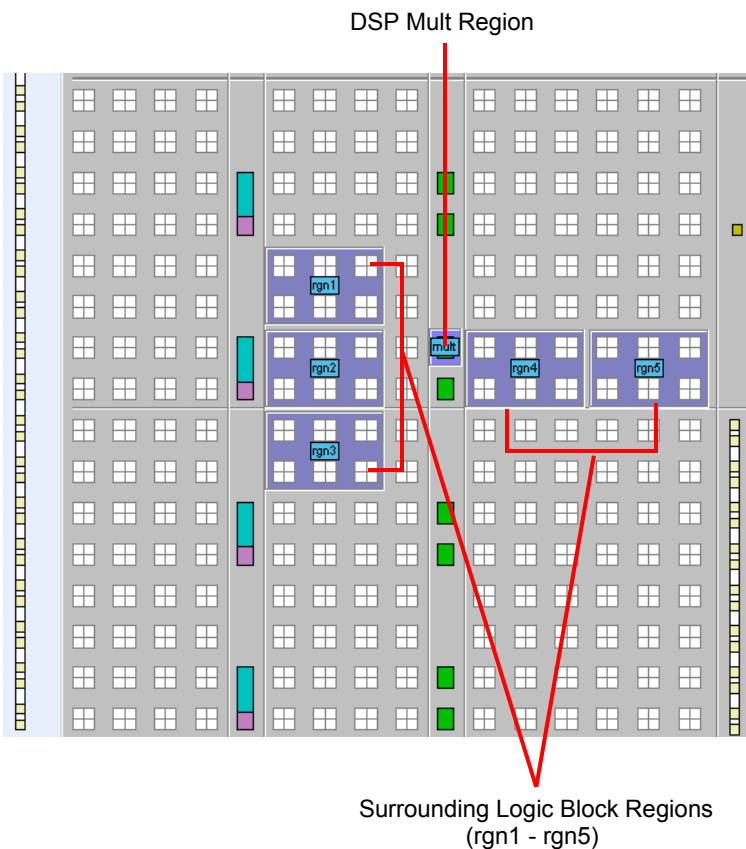 DSP Mult Region
rgn1
mult
rgn2
rgn4
rgn5
rgn3
Surrounding Logic Block Regions
(rgn1 - rgn5)